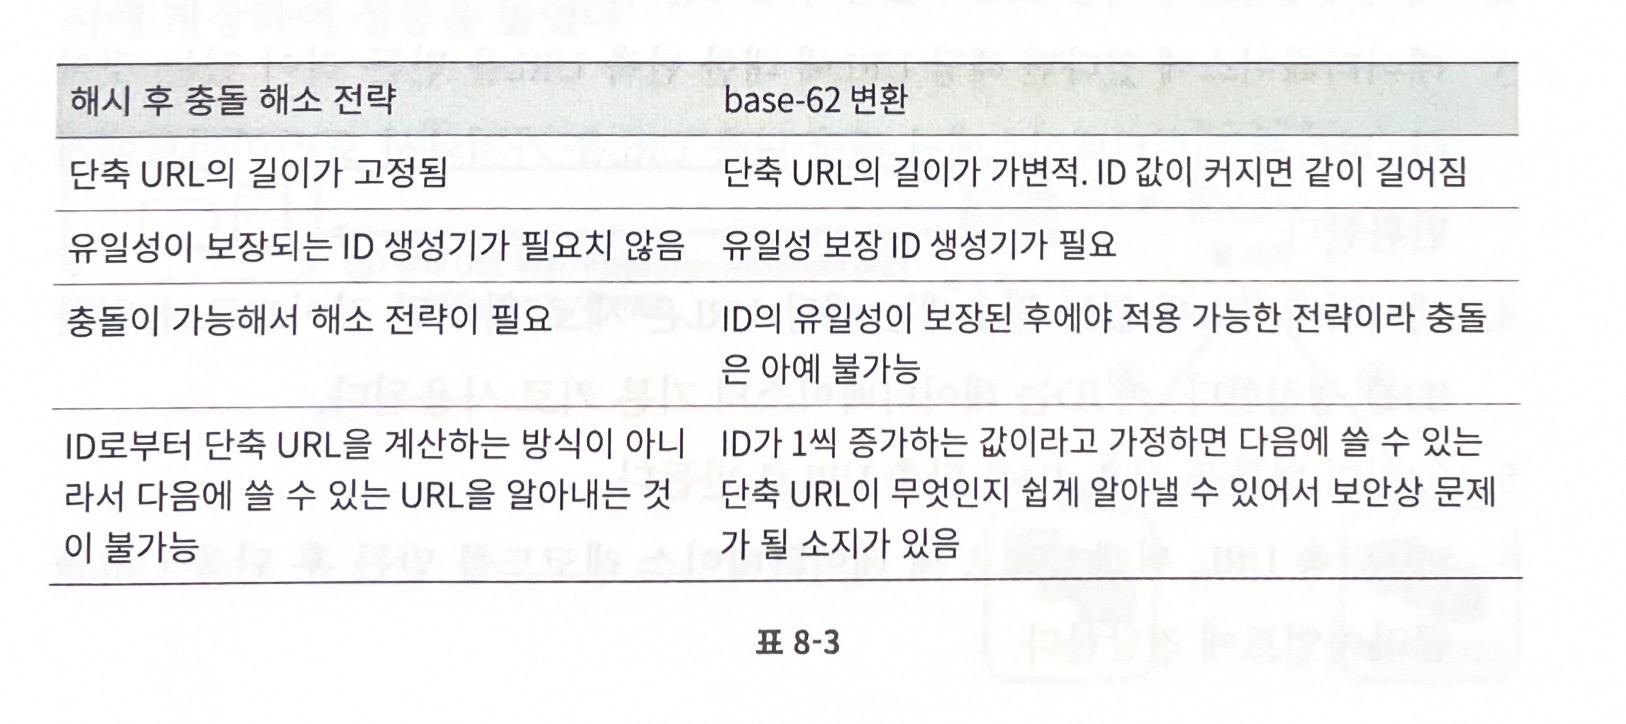 해시 후 충돌 해소 전략
base-62 변환
단축 URL의 길이가 고정됨
단축 URL의 길이가 가변적. ID 값이 커지면 같이 길어짐
유일성이 보장되는 ID 생성기가 필요치 않음
유일성 보장 ID 생성기가 필요
충돌이 가능해서 해소 전략이 필요
ID의 유일성이 보장된 후에야 적용 가능한 전략이라 충돌
은 아예 불가능
ID로부터 단축 URL을 계산하는 방식이 아니
라서 다음에 쓸 수 있는 URL을 알아내는 것
이 불가능
ID가 1씩 증가하는 값이라고 가정하면 다음에 쓸 수 있는
단축 URL이 무엇인지 쉽게 알아낼 수 있어서 보안상 문제
가 될 소지가 있음
표 8-3